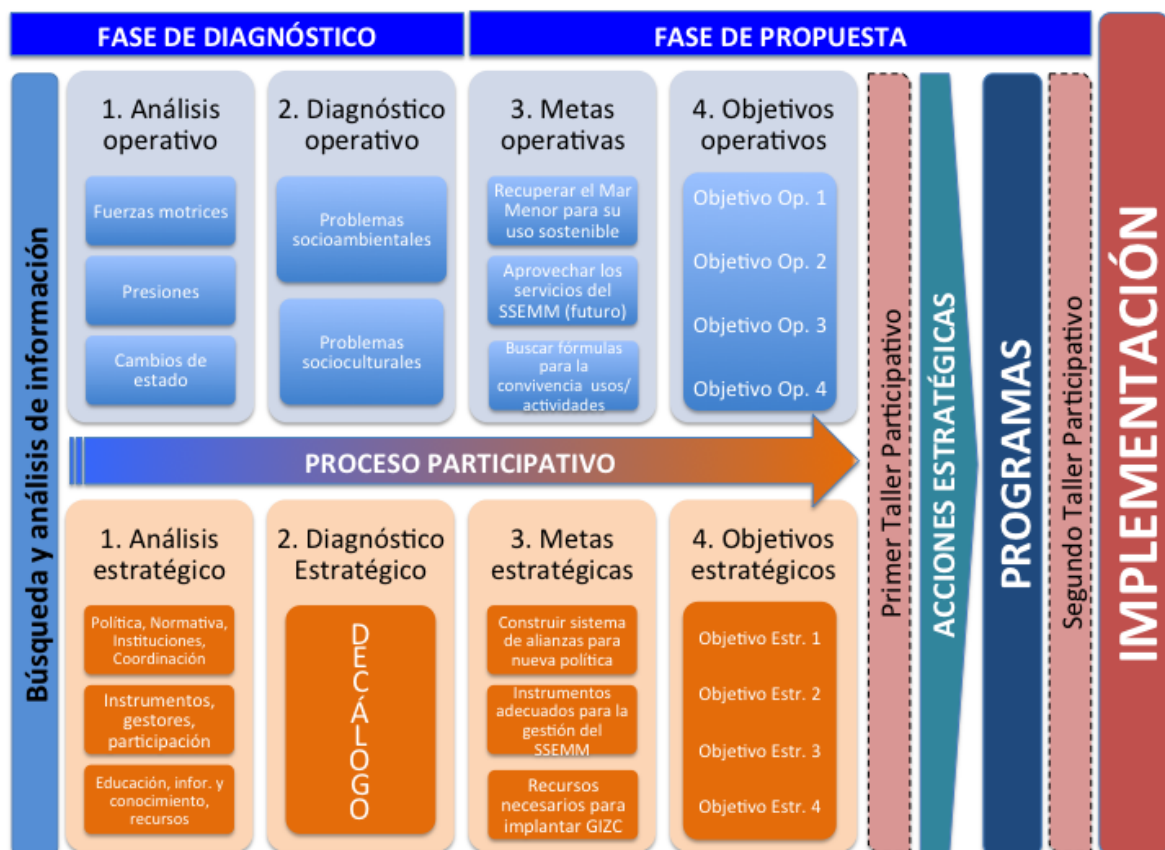 FASE DE DIAGNÓSTICO
FASE DE PROPUESTA
Búsqueda y análisis de información
1. Análisis
operativo
Fuerzas motrices
Presiones
Cambios de
estado
2. Diagnóstico
operativo
Problemas
socioambientales
Problemas
socioculturales
3. Metas
operativas
Recuperar el Mar
Menor para su
uso sostenible
Aprovechar los
servicios del
SSEMM (futuro)
Buscar fórmulas
para la
convivencia usos/
actividades
4. Objetivos
operativos
Objetivo Op. 1
Objetivo Op. 2
Objetivo Op. 3
Objetivo Op. 4
PROCESO PARTICIPATIVO
1. Análisis
estratégico
Política, Normativa,
Instituciones,
Coordinación
Instrumentos,
gestores,
participación
Educación, infor. y
conocimiento,
recursos
2. Diagnóstico
Estratégico
DECÁLOGO
3. Metas
estratégicas
Construir sistema
de alianzas para
nueva política
Instrumentos
adecuados para la
gestión del
SSEMM
Recursos
necesarios para
implantar GIZC
4. Objetivos
estratégicos
Objetivo Estr. 1
Objetivo Estr. 2
Objetivo Estr. 3
Objetivo Estr. 4
Primer Taller Participativo
ACCIONES ESTRATÉGICAS
PROGRAMAS
Segundo Taller Participativo
IMPLEMENTACIÓN